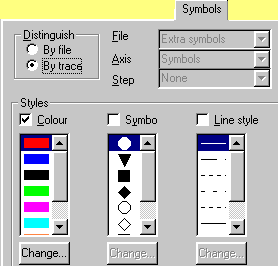 Symbols
Distinguish
By file
By trace
File Extra symbols
Axis Symbols
Step None
Styles
Colour Symbo Line style
Change... Change... Change...